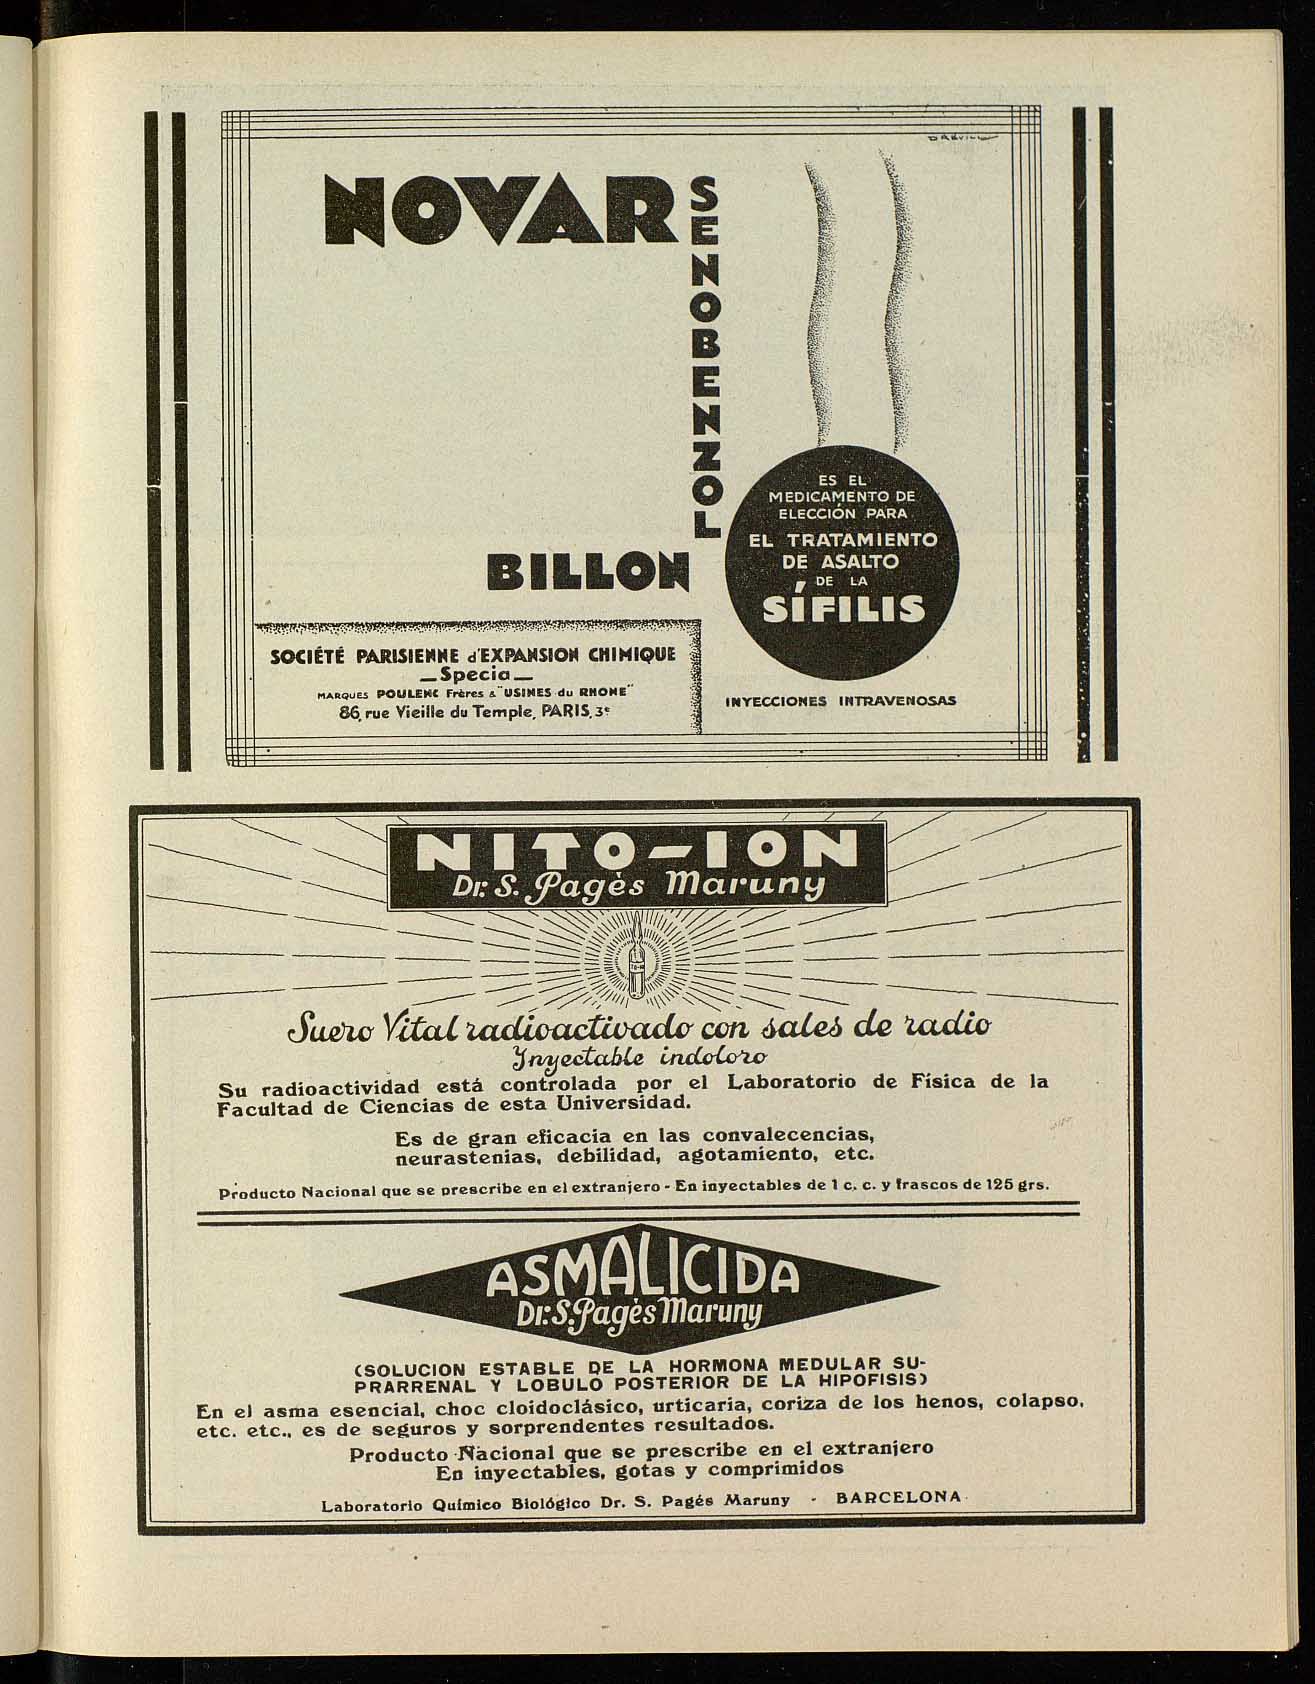 NOVARSENOBENZOL
BILLON
ES EL
MEDICAMENTO DE
ELECCIÓN PARA
EL TRATAMIENTO
DE ASALTO
DE LA
SÍFILIS
INYECCIONES INTRAVENOSAS
SOCIÉTÉ PARISIENNE d'EXPANSION CHIMIQUE
_Specia_
MARQUES POULENC Frères & "USINES du RHONE"
86, rue Vieille du Temple, PARIS, 3e
NITO-ION
Dr. S. Pagès Maruny
Suero Vital radioactivado con sales de radio
Inyectable indoloro
Su radioactividad está controlada por el Laboratorio de Física de la
Facultad de Ciencias de esta Universidad.
Es de gran eficacia en las convalecencias,
neurastenias, debilidad, agotamiento, etc.
Producto Nacional que se prescribe en el extranjero - En inyectables de 1 c. c. y frascos de 125 grs.
ASMALICIDA
Dr. S. Pagès Maruny
(SOLUCION ESTABLE DE LA HORMONA MEDULAR SU-
PRARRENAL Y LOBULO POSTERIOR DE LA HIPOFISIS)
En el asma esencial, choc cloidoclásico, urticaria, coriza de los henos, colapso,
etc. etc., es de seguros y sorprendentes resultados.
Producto Nacional que se prescribe en el extranjero
En inyectables, gotas y comprimidos
Laboratorio Químico Biológico Dr. S. Pagés Maruny - BARCELONA